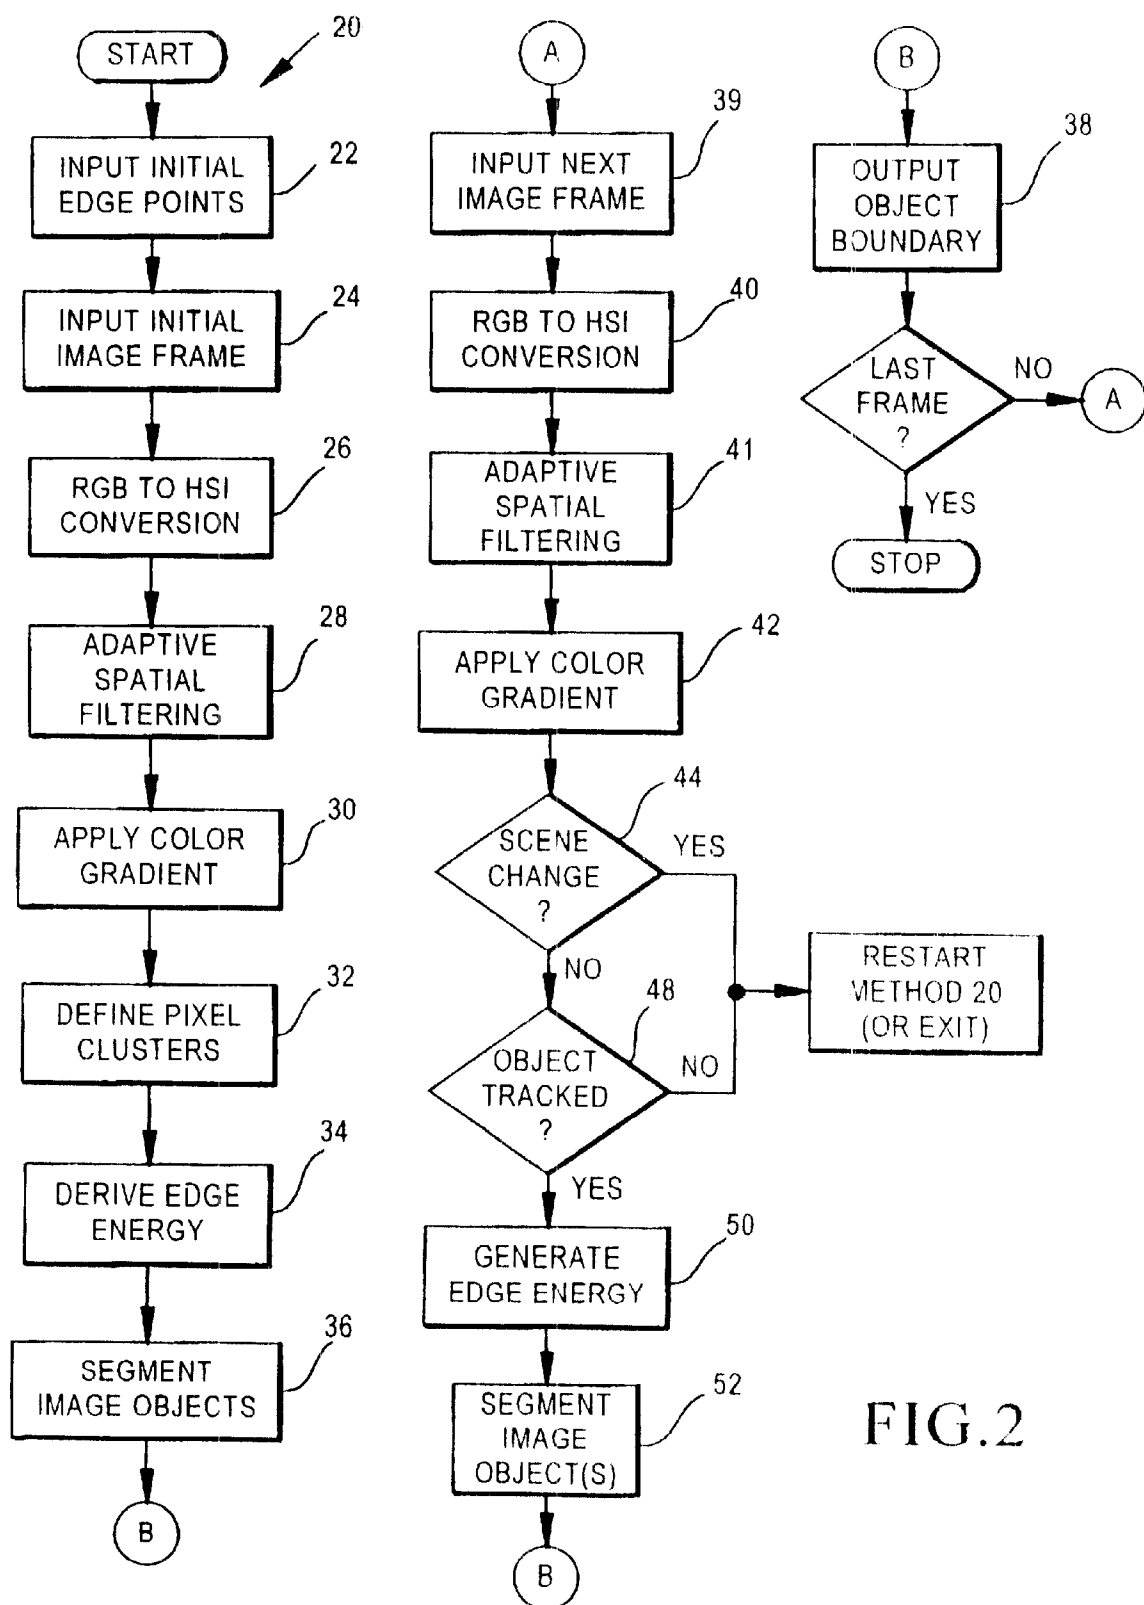 START
20
INPUT INITIAL
EDGE POINTS
22
INPUT INITIAL
IMAGE FRAME
24
RGB TO HSI
CONVERSION
26
ADAPTIVE
SPATIAL
FILTERING
28
APPLY COLOR
GRADIENT
30
DEFINE PIXEL
CLUSTERS
32
DERIVE EDGE
ENERGY
34
SEGMENT
IMAGE OBJECTS
36
B
A
INPUT NEXT
IMAGE FRAME
39
RGB TO HSI
CONVERSION
40
ADAPTIVE
SPATIAL
FILTERING
41
APPLY COLOR
GRADIENT
42
SCENE
CHANGE
?
44
YES
NO
OBJECT
TRACKED
?
48
NO
YES
RESTART
METHOD 20
(OR EXIT)
GENERATE
EDGE ENERGY
50
SEGMENT
IMAGE
OBJECT(S)
52
B
B
OUTPUT
OBJECT
BOUNDARY
38
LAST
FRAME
?
NO
A
YES
STOP
FIG.2